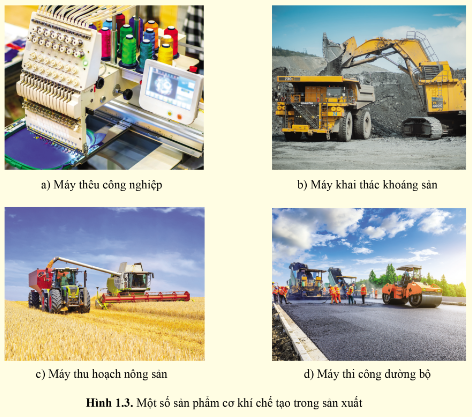 a) Máy thêu công nghiệp
b) Máy khai thác khoáng sản
c) Máy thu hoạch nông sản
d) Máy thi công đường bộ
Hình 1.3. Một số sản phẩm cơ khí chế tạo trong sản xuất